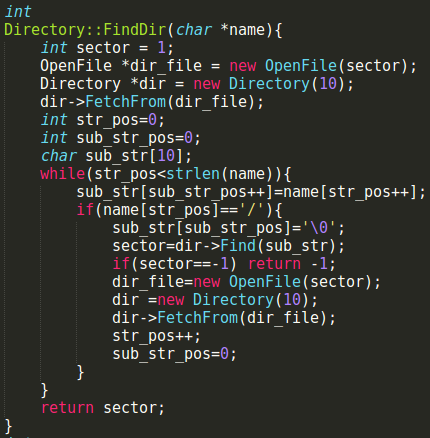 int
Directory::FindDir(char *name){
    int sector = 1;
    OpenFile *dir_file = new OpenFile(sector);
    Directory *dir = new Directory(10);
    dir->FetchFrom(dir_file);
    int str_pos=0;
    int sub_str_pos=0;
    char sub_str[10];
    while(str_pos<strlen(name)){
        sub_str[sub_str_pos++]=name[str_pos++];
        if(name[str_pos]=='/'){
            sub_str[sub_str_pos]='\0';
            sector=dir->Find(sub_str);
            if(sector==-1) return -1;
            dir_file=new OpenFile(sector);
            dir =new Directory(10);
            dir->FetchFrom(dir_file);
            str_pos++;
            sub_str_pos=0;
        }
    }
    return sector;
}